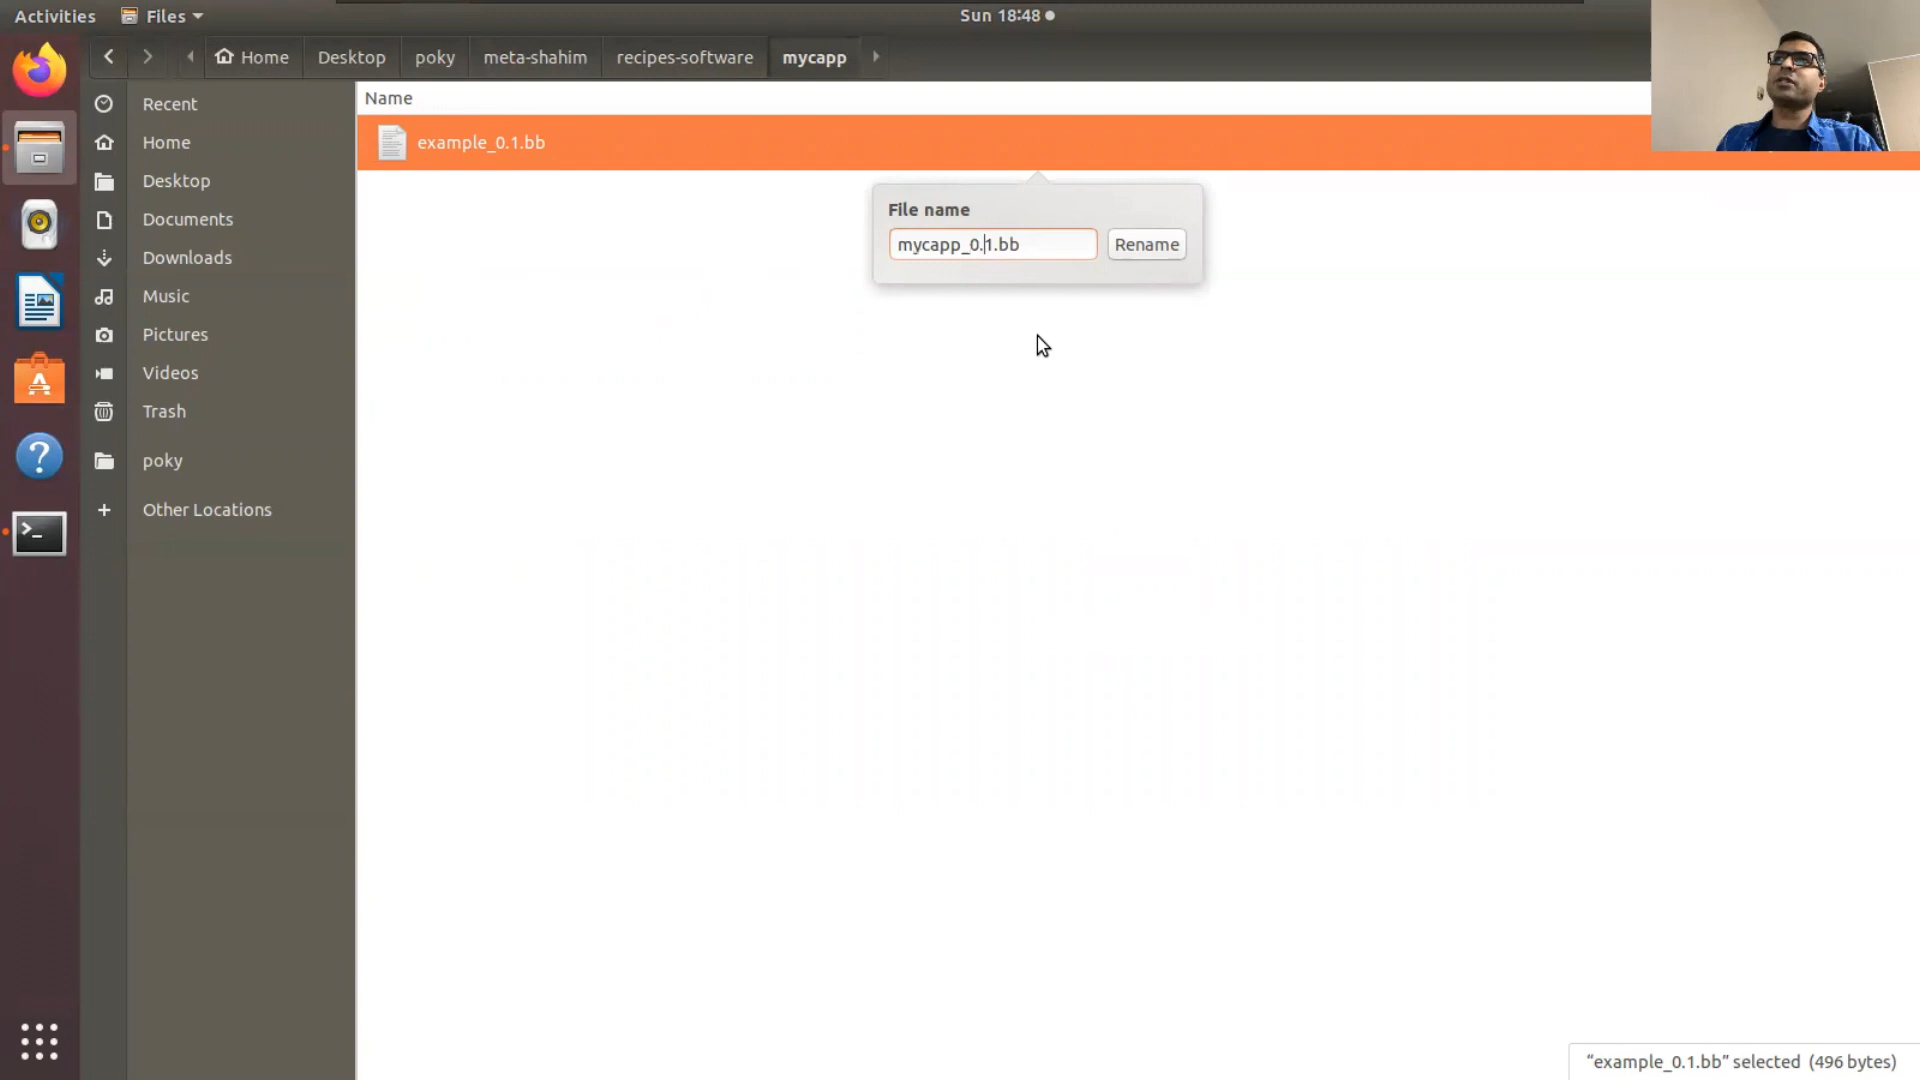 Activities Files Sun 18:48
Home Desktop poky meta-shahim recipes-software mycapp
Name
Recent
Home
Desktop
Documents
Downloads
Music
Pictures
Videos
Trash
poky
Other Locations
example_0.1.bb
File name
mycapp_0.1.bb Rename
“example_0.1.bb” selected (496 bytes)